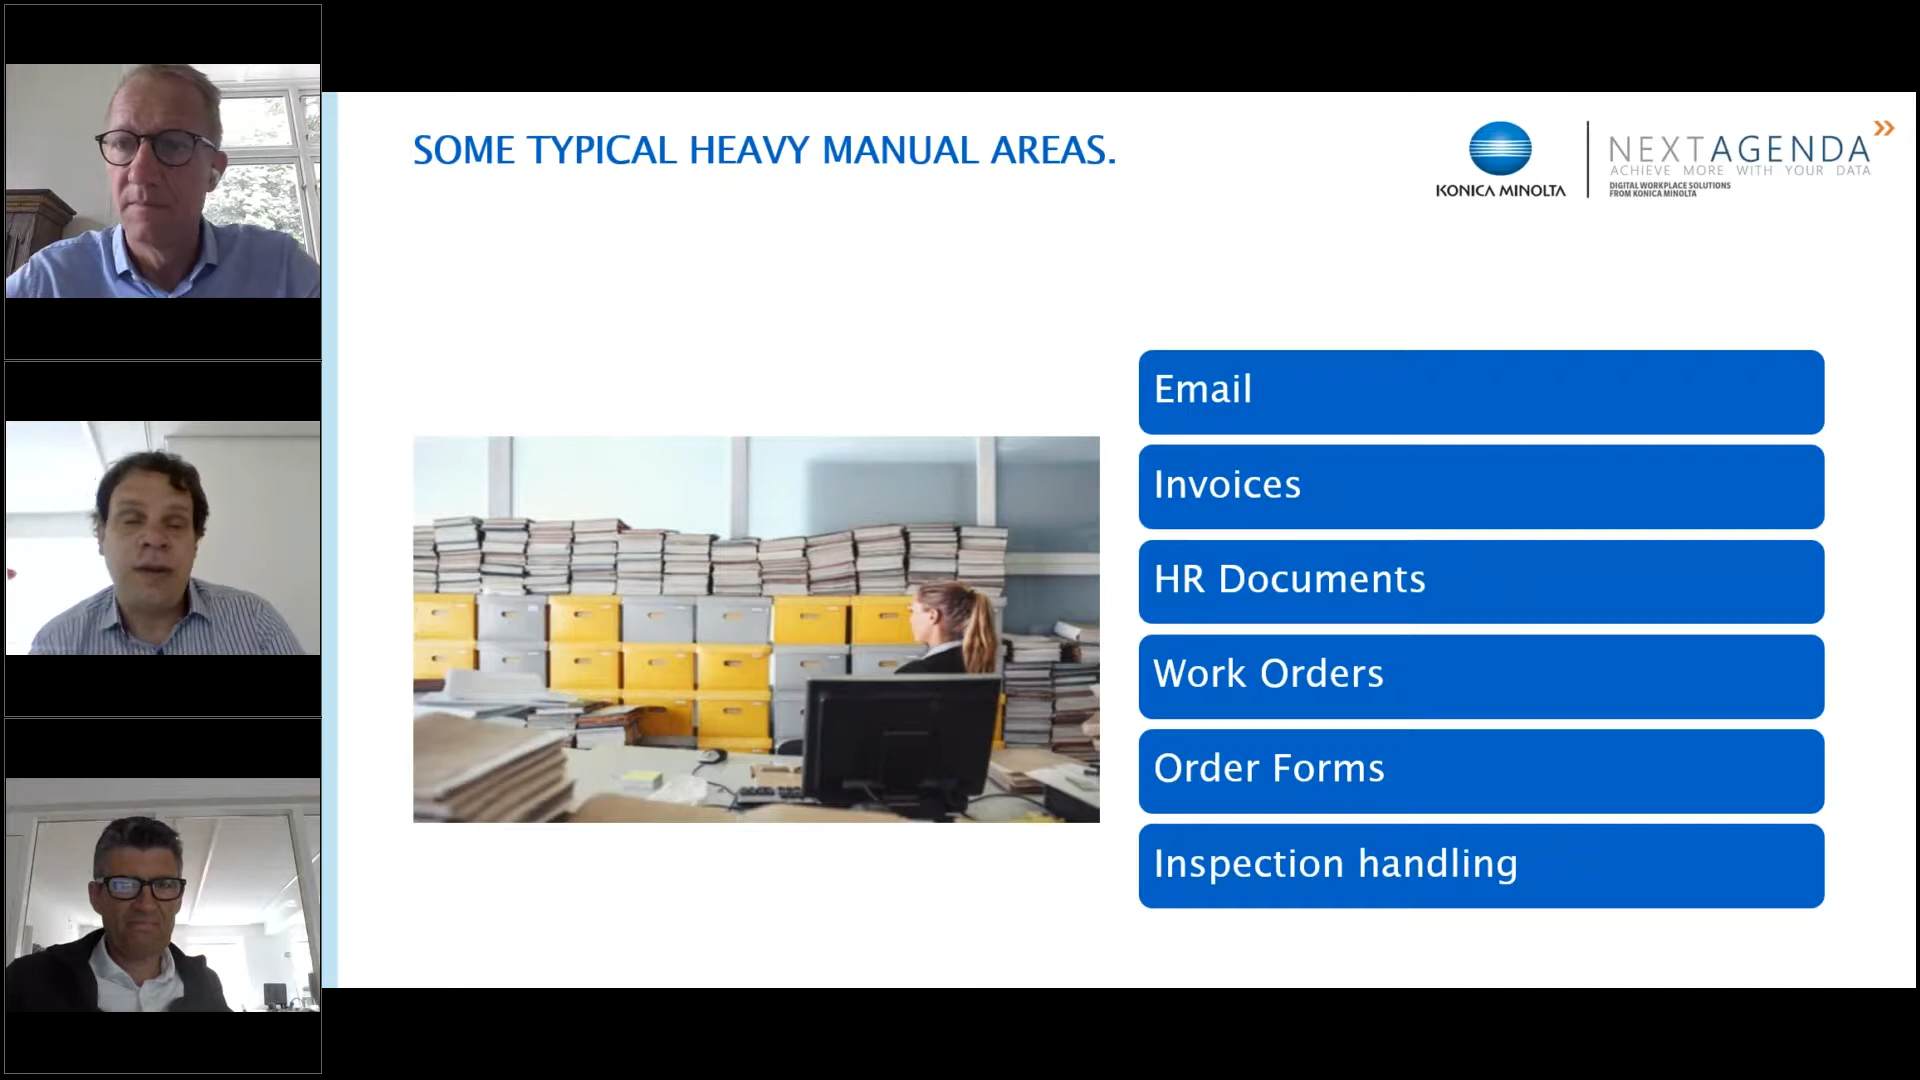 SOME TYPICAL HEAVY MANUAL AREAS.
KONICA MINOLTA
NEXTAGENDA
ACHIEVE MORE WITH YOUR DATA
DIGITAL WORKPLACE SOLUTIONS
FROM KONICA MINOLTA
Email
Invoices
HR Documents
Work Orders
Order Forms
Inspection handling